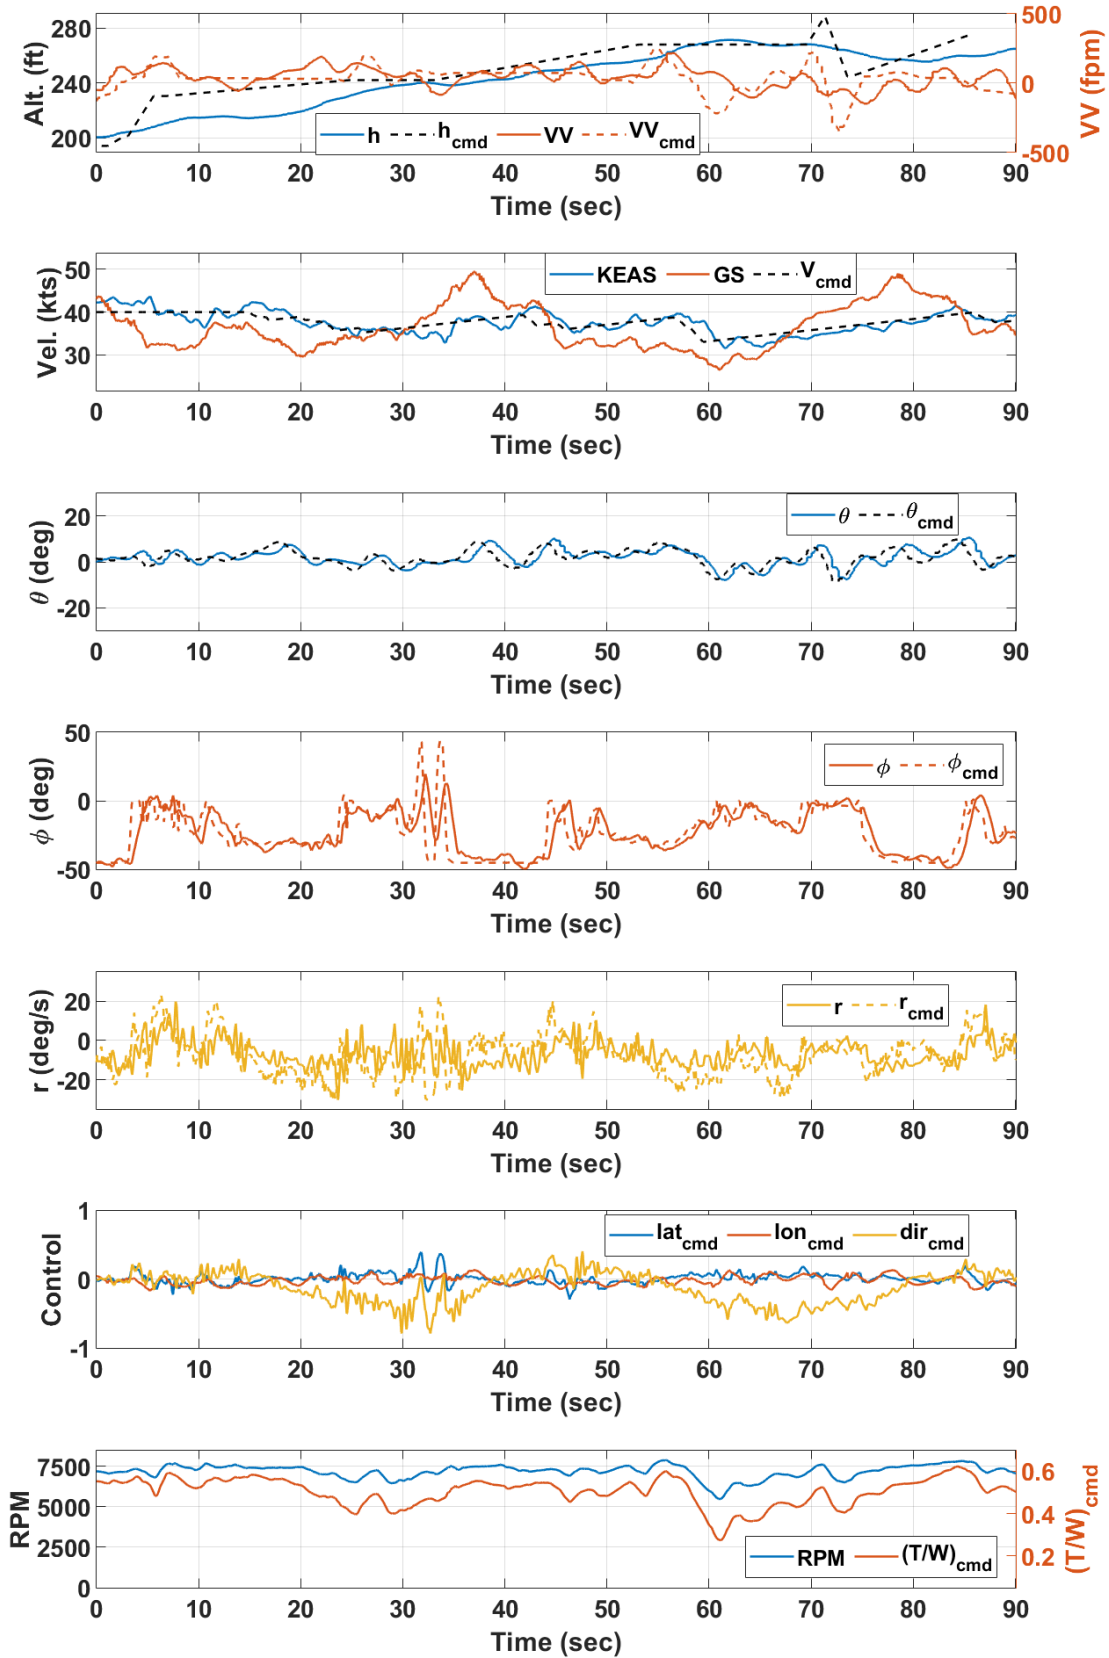 280
240
200
Alt. (ft)
500
0
-500
VV (fpm)
h h_cmd VV VV_cmd
0 10 20 30 40 50 60 70 80 90
Time (sec)
50
40
30
Vel. (kts)
KEAS GS V_cmd
0 10 20 30 40 50 60 70 80 90
Time (sec)
20
0
-20
θ (deg)
θ θ_cmd
0 10 20 30 40 50 60 70 80 90
Time (sec)
50
0
-50
ϕ (deg)
ϕ ϕ_cmd
0 10 20 30 40 50 60 70 80 90
Time (sec)
20
0
-20
r (deg/s)
r r_cmd
0 10 20 30 40 50 60 70 80 90
Time (sec)
1
0
-1
Control
lat_cmd lon_cmd dir_cmd
0 10 20 30 40 50 60 70 80 90
Time (sec)
7500
5000
2500
0
RPM
0.6
0.4
0.2
(T/W)_cmd
RPM (T/W)_cmd
0 10 20 30 40 50 60 70 80 90
Time (sec)